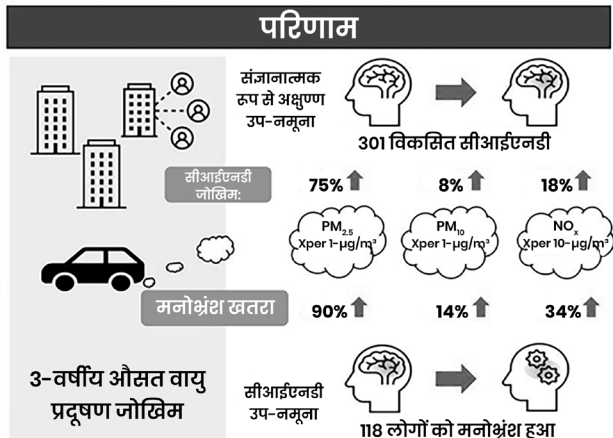 परिणाम
संज्ञानात्मक
रूप से अक्षुण्ण
उप-नमूना
301 विकसित सीआईएनडी
सीआईएनडी
जोखिम:
75% 8% 18%
PM2.5 PM10 NOx
Xper 1-µg/m³ Xper 1-µg/m³ Xper 10-µg/m³
मनोभ्रंश खतरा
90% 14% 34%
3-वर्षीय औसत वायु
प्रदूषण जोखिम
सीआईएनडी
उप-नमूना
118 लोगों को मनोभ्रंश हुआ